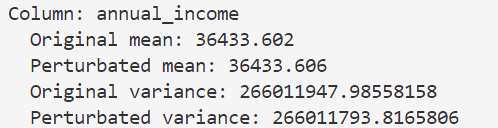 Column: annual_income
Original mean: 36433.602
Perturbated mean: 36433.606
Original variance: 266011947.98558158
Perturbated variance: 266011793.8165806